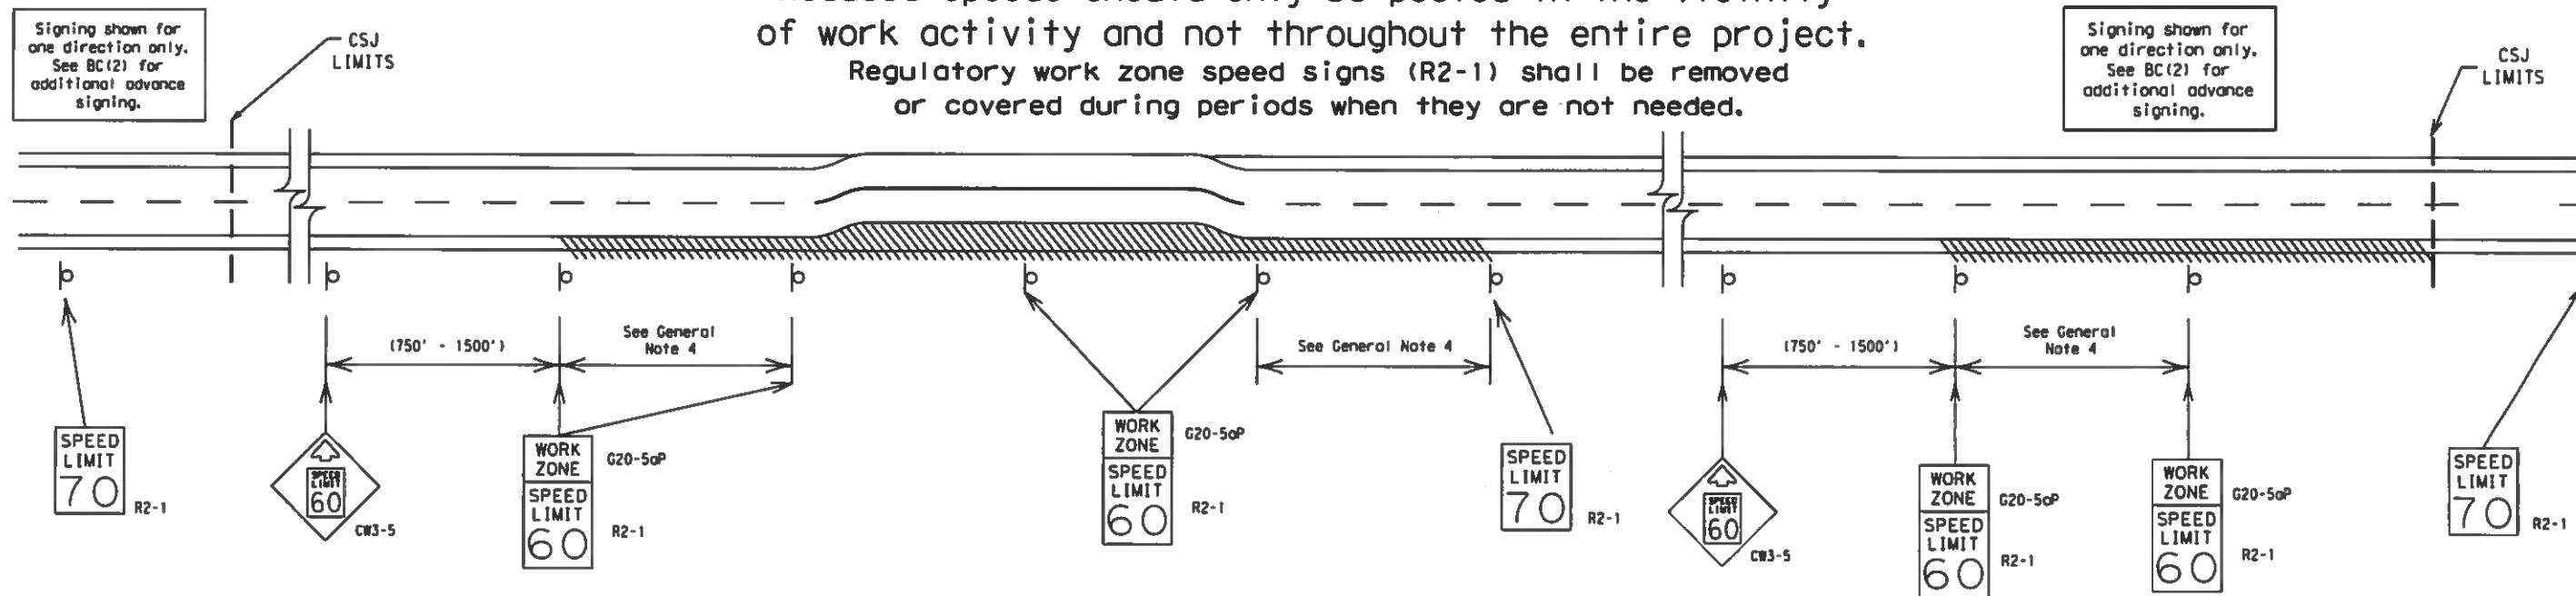 of work activity and not throughout the entire project.
Regulatory work zone speed signs (R2-1) shall be removed
or covered during periods when they are not needed.
Signing shown for
one direction only.
See BC(2) for
additional advance
signing.
CSJ
LIMITS
Signing shown for
one direction only.
See BC(2) for
additional advance
signing.
CSJ
LIMITS
(750' - 1500')
See General
Note 4
See General Note 4
(750' - 1500')
See General
Note 4
SPEED
LIMIT
70
R2-1
SPEED
LIMIT
60
CW3-5
WORK
ZONE
G20-5aP
SPEED
LIMIT
60
R2-1
WORK
ZONE
G20-5aP
SPEED
LIMIT
60
R2-1
SPEED
LIMIT
70
R2-1
SPEED
LIMIT
60
CW3-5
WORK
ZONE
G20-5aP
SPEED
LIMIT
60
R2-1
WORK
ZONE
G20-5aP
SPEED
LIMIT
60
R2-1
SPEED
LIMIT
70
R2-1